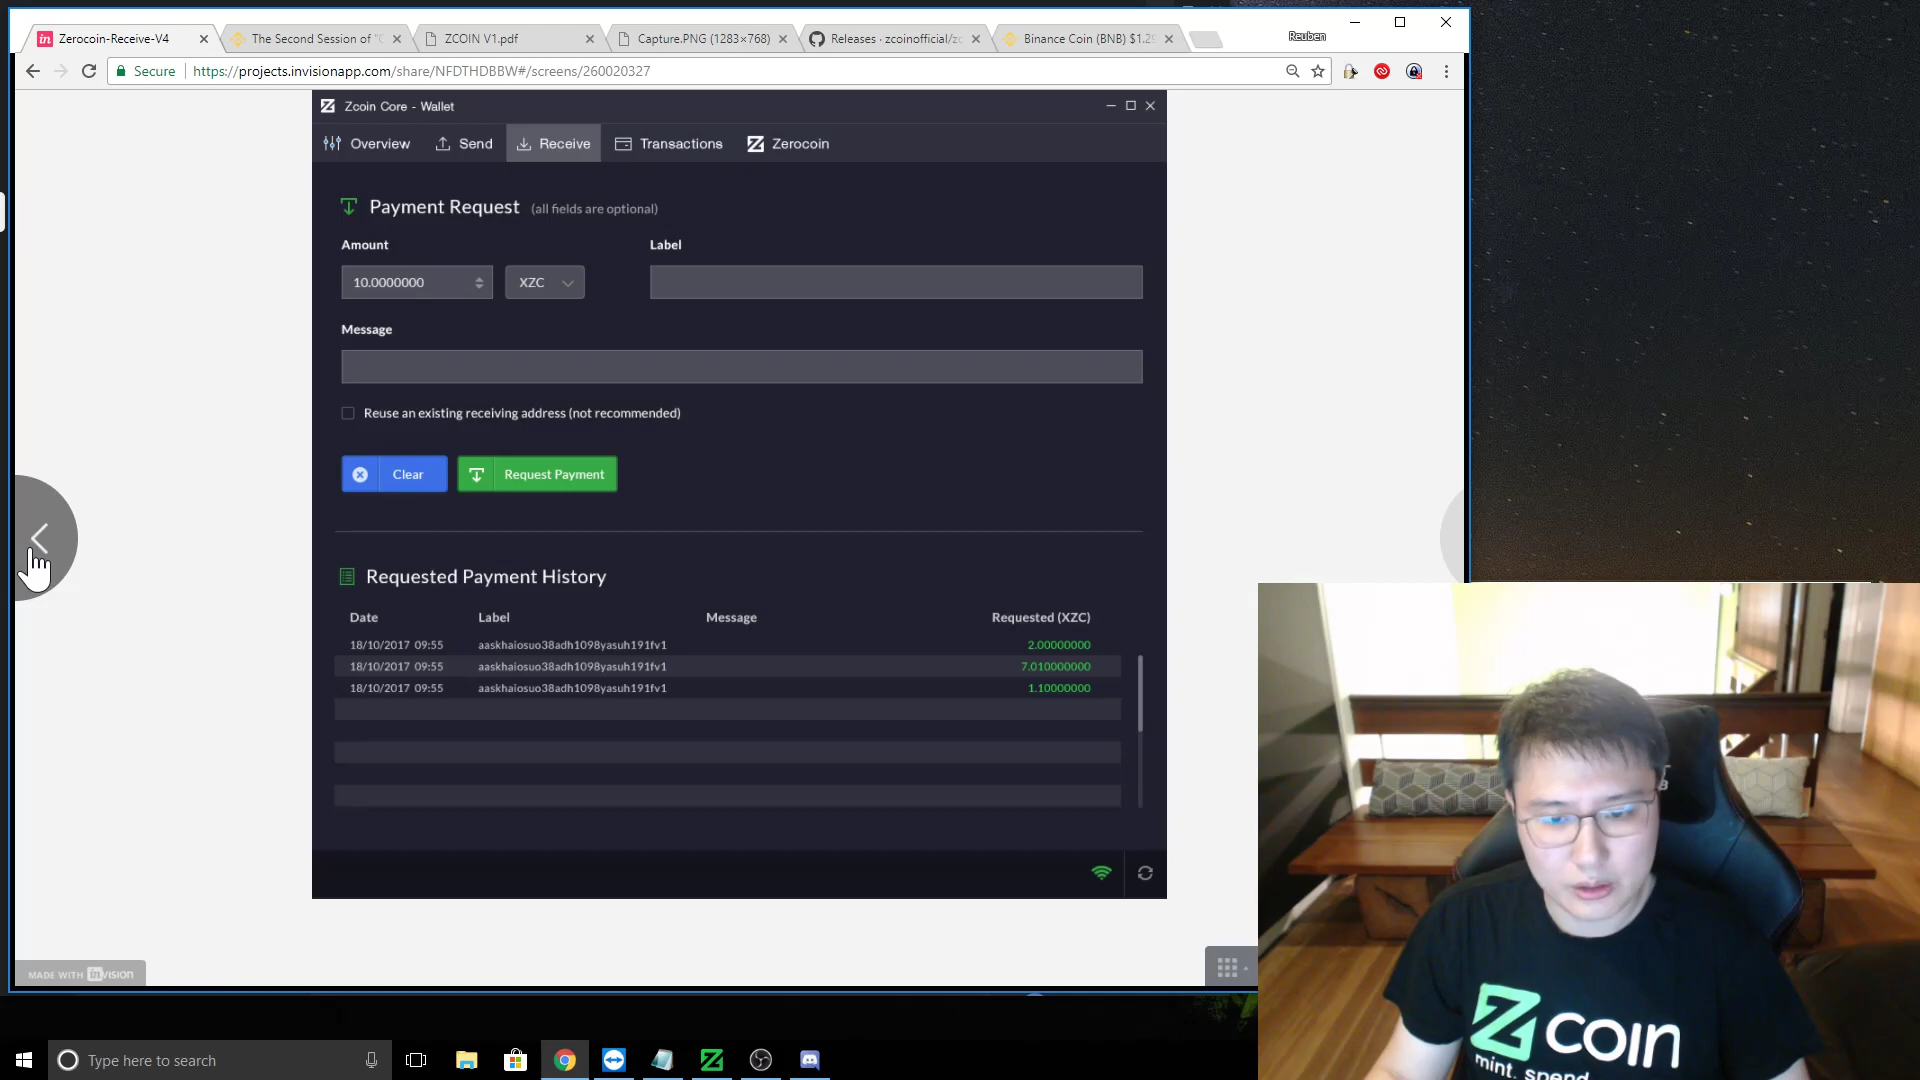 Zerocoin-Receive-V4
The Second Session of "C
ZCOIN V1.pdf
Capture.PNG (1283×768)
Releases · zcoinofficial/zc
Binance Coin (BNB) $1.29
Reuben
Secure
https://projects.invisionapp.com/share/NFDTHDBBW#/screens/260020327
Zcoin Core - Wallet
Overview
Send
Receive
Transactions
Zerocoin
Payment Request (all fields are optional)
Amount
Label
10.0000000
XZC
Message
Reuse an existing receiving address (not recommended)
Clear
Request Payment
Requested Payment History
Date Label Message Requested (XZC)
18/10/2017 09:55 aaskhaiosuo38adh1098yasuh191fv1 2.00000000
18/10/2017 09:55 aaskhaiosuo38adh1098yasuh191fv1 7.010000000
18/10/2017 09:55 aaskhaiosuo38adh1098yasuh191fv1 1.10000000
MADE WITH inVISION
Type here to search
Zcoin
mint. spend